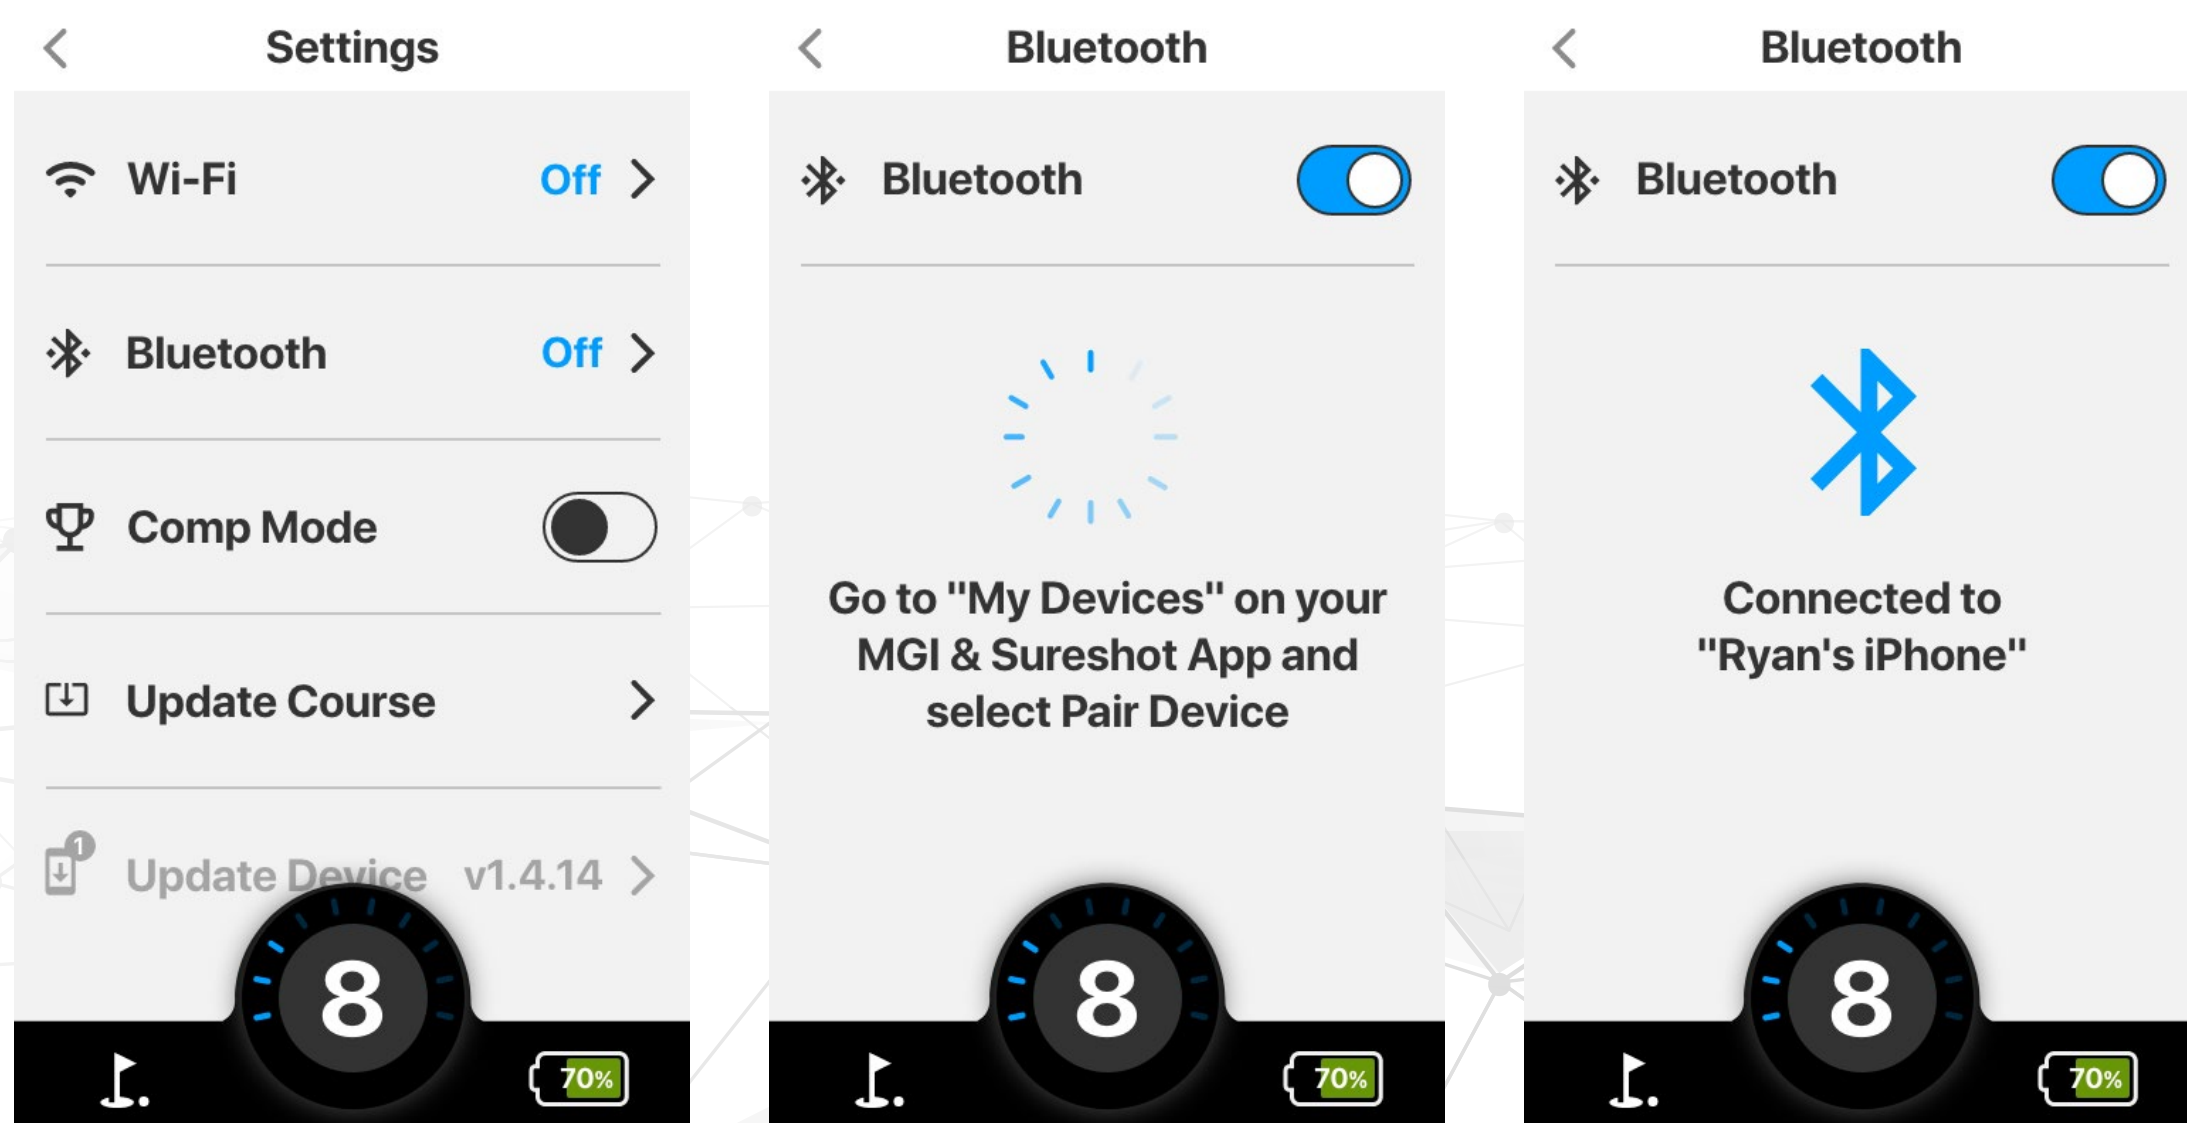 Settings
Wi-Fi Off
Bluetooth Off
Comp Mode
Update Course
1
Update Device v1.4.14
8
70%
Bluetooth
Bluetooth
Go to "My Devices" on your
MGI & Sureshot App and
select Pair Device
8
70%
Bluetooth
Bluetooth
Connected to
"Ryan's iPhone"
8
70%